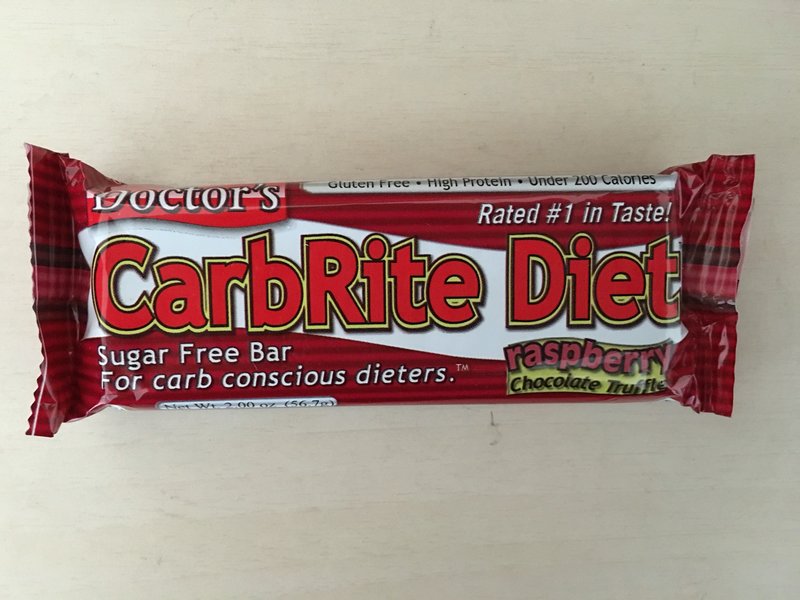 Doctor's
Gluten Free • High Protein • Under 200 Calories
Rated #1 in Taste!
CarbRite Diet
Sugar Free Bar
For carb conscious dieters.™
raspberry
Chocolate Truffle
Net Wt. 2.00 oz. (56.7g)